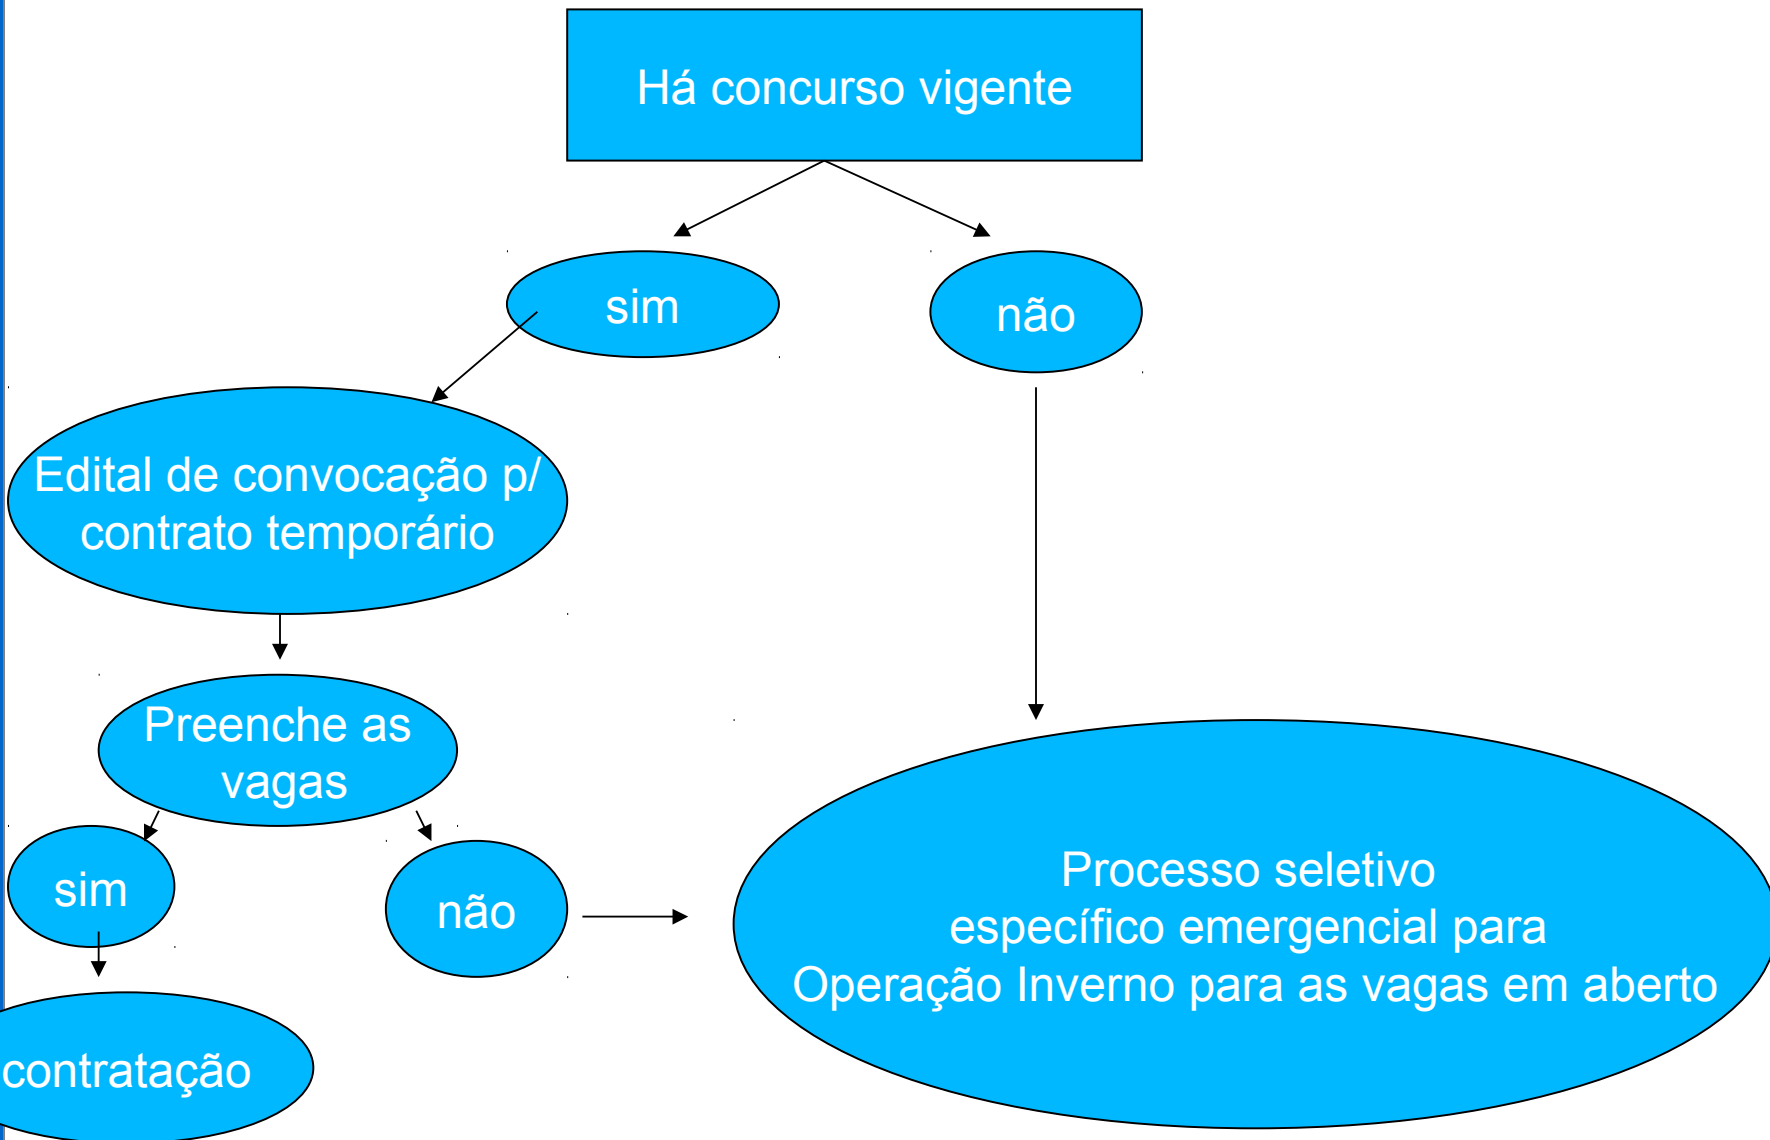 Há concurso vigente
sim
não
Edital de convocação p/
contrato temporário
Preenche as
vagas
sim
não
Processo seletivo
específico emergencial para
Operação Inverno para as vagas em aberto
contratação